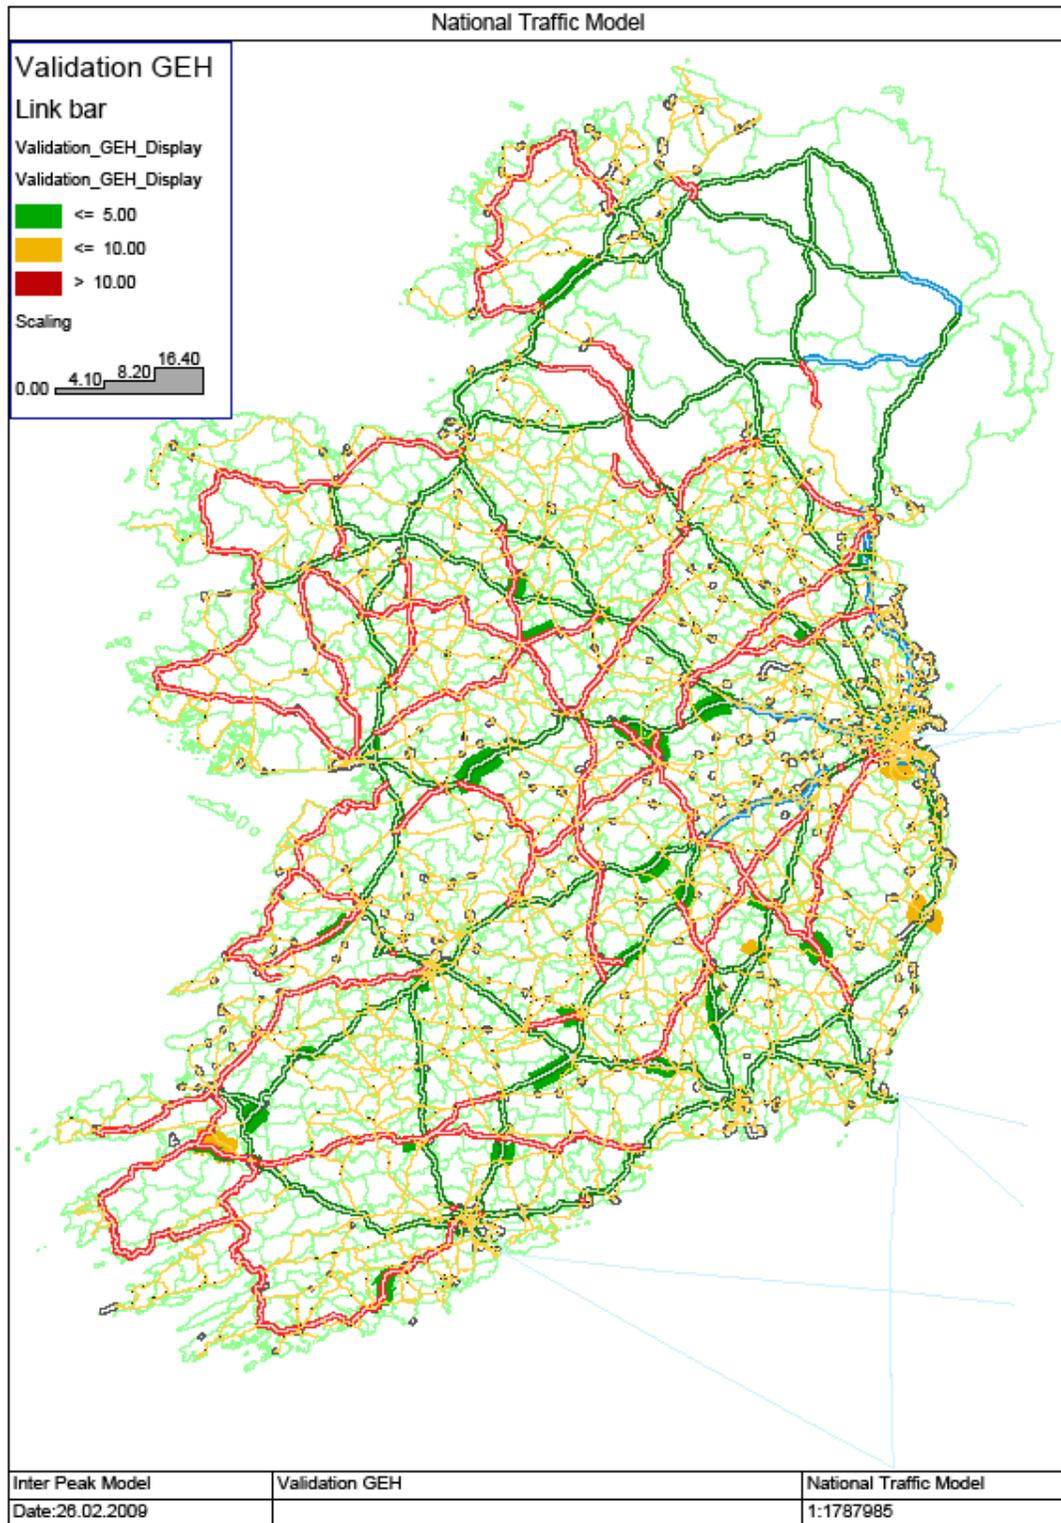 National Traffic Model
Validation GEH
Link bar
Validation_GEH_Display
Validation_GEH_Display
<= 5.00
<= 10.00
> 10.00
Scaling
0.00 4.10 8.20 16.40
Inter Peak Model Validation GEH National Traffic Model
Date:26.02.2009 1:1787985